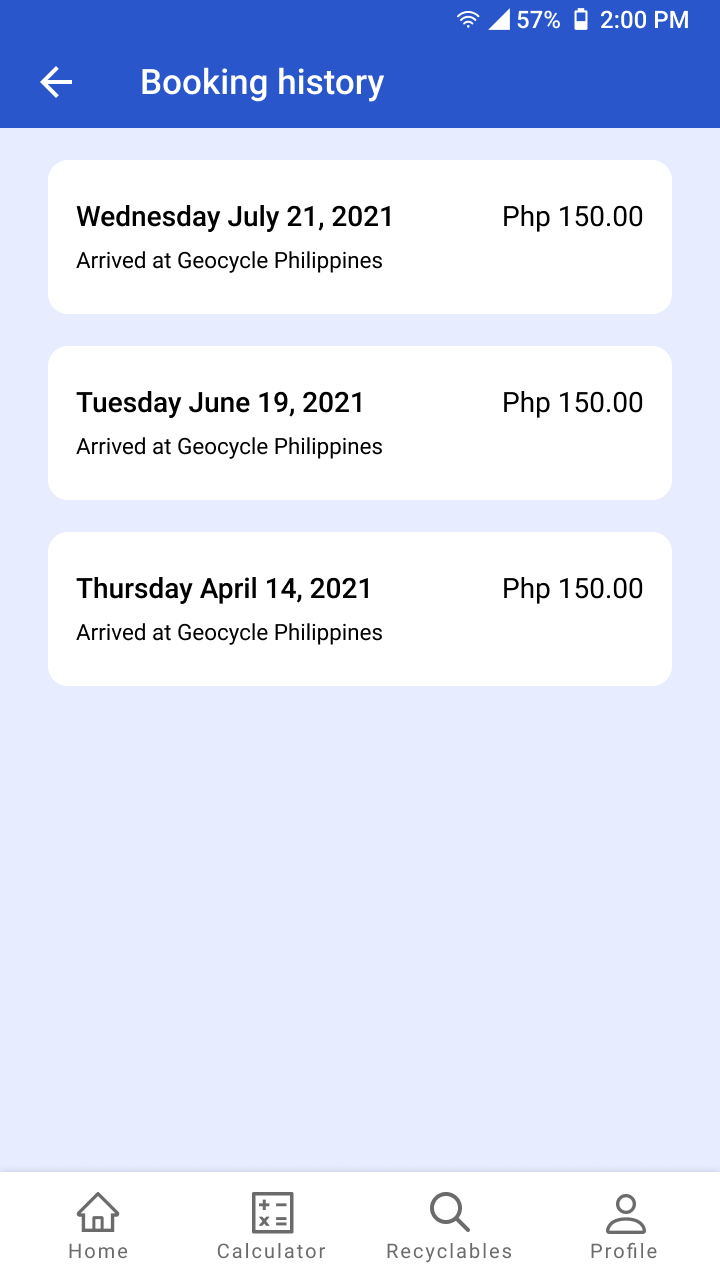 57% 2:00 PM
Booking history
Wednesday July 21, 2021 Php 150.00
Arrived at Geocycle Philippines
Tuesday June 19, 2021 Php 150.00
Arrived at Geocycle Philippines
Thursday April 14, 2021 Php 150.00
Arrived at Geocycle Philippines
Home Calculator Recyclables Profile